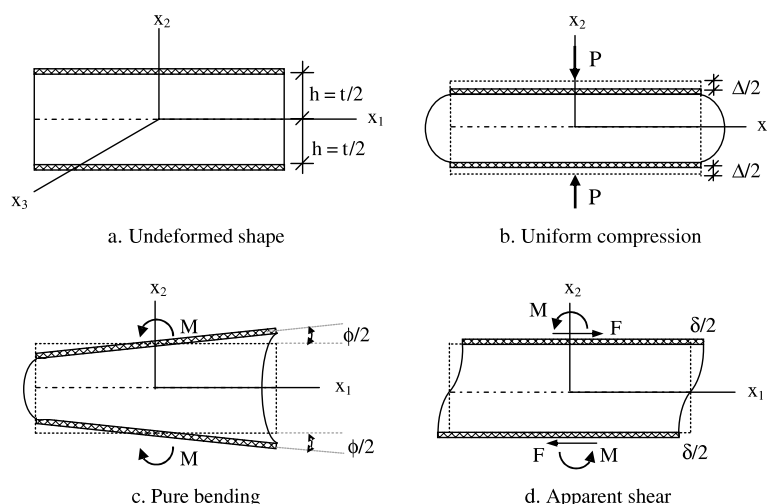 x₂
h = t/2
x₁
h = t/2
x₃
a. Undeformed shape
x₂
P
Δ/2
x
Δ/2
P
b. Uniform compression
x₂
M
ϕ/2
x₁
ϕ/2
M
c. Pure bending
x₂
M
F
δ/2
x₁
δ/2
F
M
d. Apparent shear